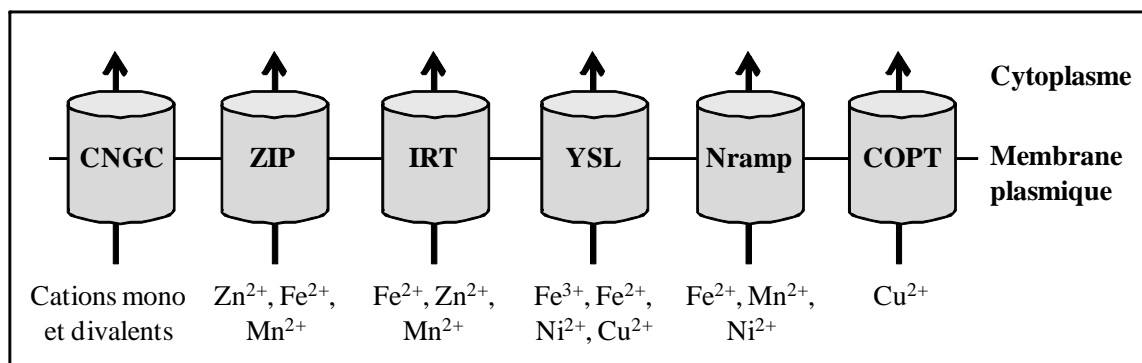 Cytoplasme
CNGC ZIP IRT YSL Nramp COPT
Membrane
plasmique
Cations mono
et divalents
Zn²⁺, Fe²⁺,
Mn²⁺
Fe²⁺, Zn²⁺,
Mn²⁺
Fe³⁺, Fe²⁺,
Ni²⁺, Cu²⁺
Fe²⁺, Mn²⁺,
Ni²⁺
Cu²⁺